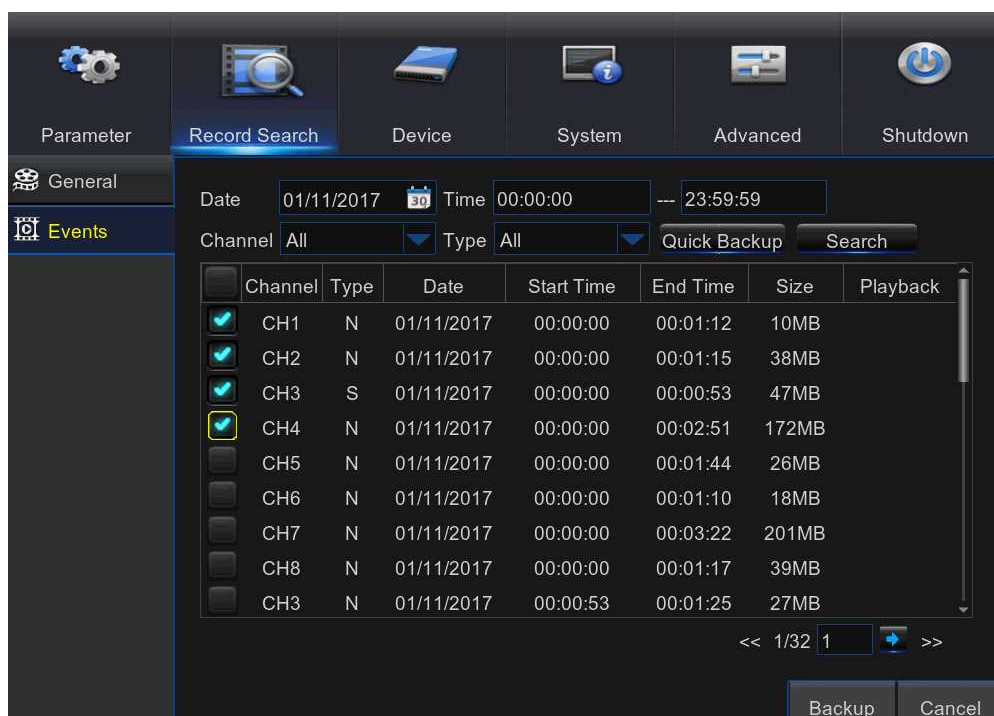 Parameter Record Search Device System Advanced Shutdown
General
Events
Date 01/11/2017 30 Time 00:00:00 --- 23:59:59
Channel All Type All Quick Backup Search
Channel Type Date Start Time End Time Size Playback
CH1 N 01/11/2017 00:00:00 00:01:12 10MB
CH2 N 01/11/2017 00:00:00 00:01:15 38MB
CH3 S 01/11/2017 00:00:00 00:00:53 47MB
CH4 N 01/11/2017 00:00:00 00:02:51 172MB
CH5 N 01/11/2017 00:00:00 00:01:44 26MB
CH6 N 01/11/2017 00:00:00 00:01:10 18MB
CH7 N 01/11/2017 00:00:00 00:03:22 201MB
CH8 N 01/11/2017 00:00:00 00:01:17 39MB
CH3 N 01/11/2017 00:00:53 00:01:25 27MB
<< 1/32 1 >>
Backup Cancel